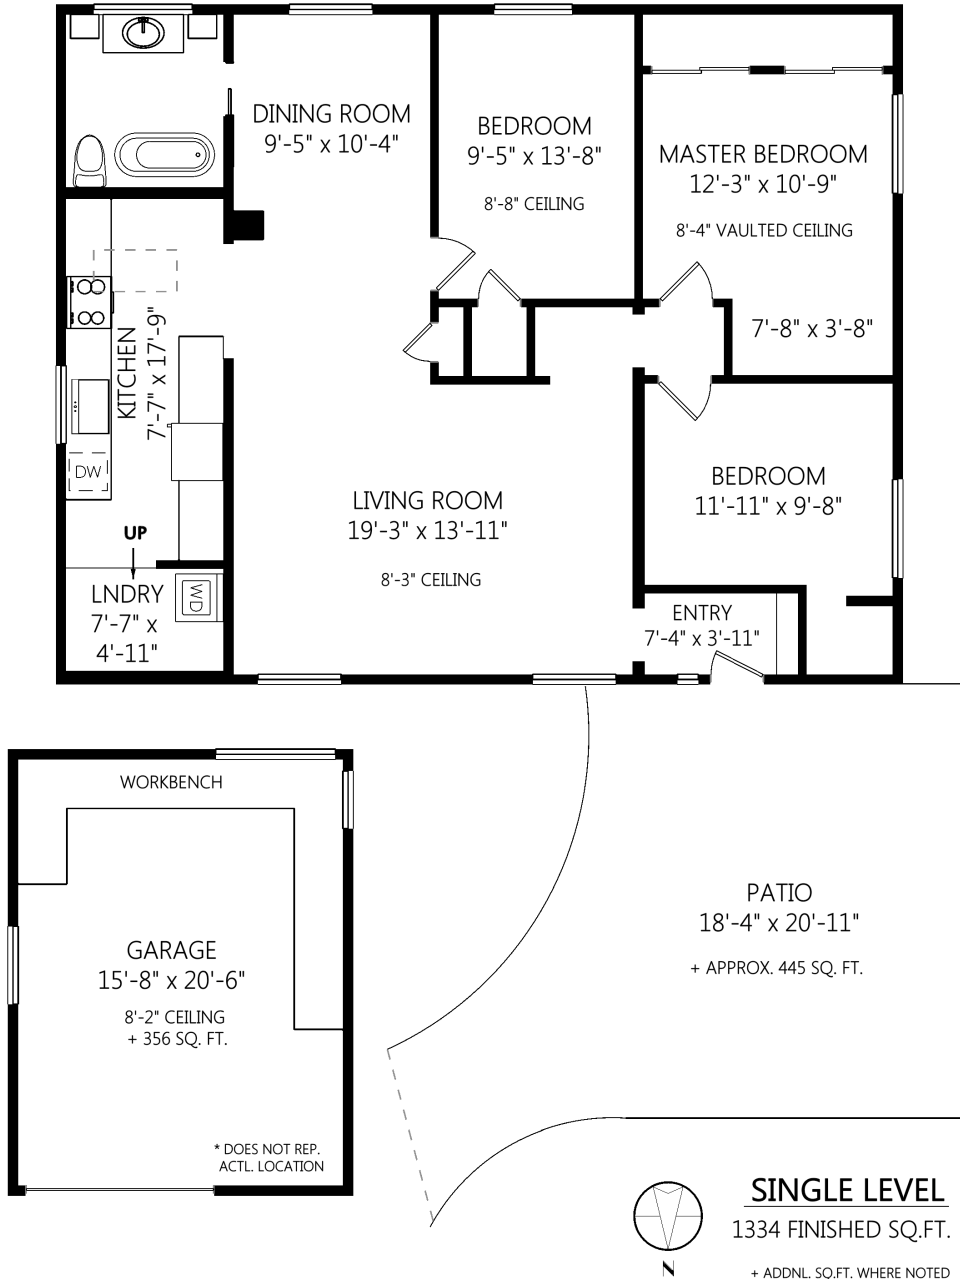 DINING ROOM
9'-5" x 10'-4"
BEDROOM
9'-5" x 13'-8"
8'-8" CEILING
MASTER BEDROOM
12'-3" x 10'-9"
8'-4" VAULTED CEILING
7'-8" x 3'-8"
KITCHEN
7'-7" x 17'-9"
DW
UP
LNDRY
7'-7" x
4'-11"
WD
LIVING ROOM
19'-3" x 13'-11"
8'-3" CEILING
BEDROOM
11'-11" x 9'-8"
ENTRY
7'-4" x 3'-11"
WORKBENCH
GARAGE
15'-8" x 20'-6"
8'-2" CEILING
+ 356 SQ. FT.
* DOES NOT REP.
ACTL. LOCATION
PATIO
18'-4" x 20'-11"
+ APPROX. 445 SQ. FT.
N
SINGLE LEVEL
1334 FINISHED SQ.FT.
+ ADDNL. SQ.FT. WHERE NOTED